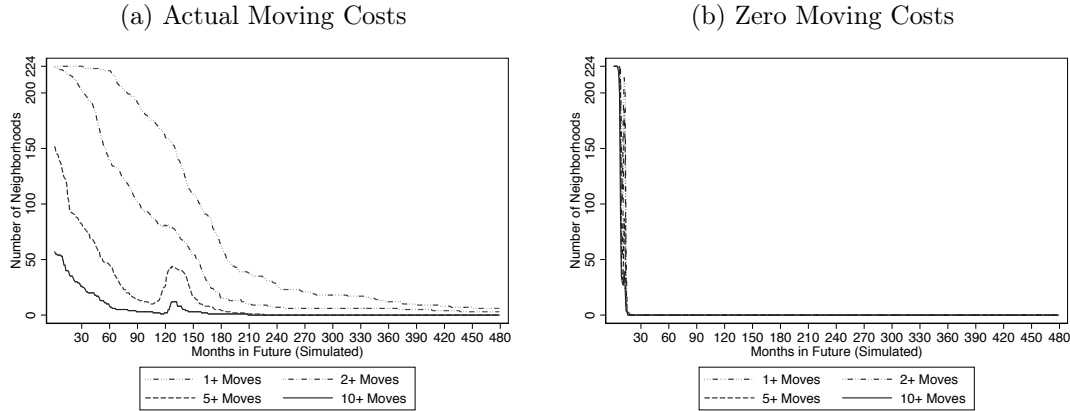 (a) Actual Moving Costs
Number of Neighborhoods
224
200
150
100
50
0
30 60 90 120 150 180 210 240 270 300 330 360 390 420 450 480
Months in Future (Simulated)
1+ Moves 2+ Moves
5+ Moves 10+ Moves
(b) Zero Moving Costs
Number of Neighborhoods
224
200
150
100
50
0
30 60 90 120 150 180 210 240 270 300 330 360 390 420 450 480
Months in Future (Simulated)
1+ Moves 2+ Moves
5+ Moves 10+ Moves